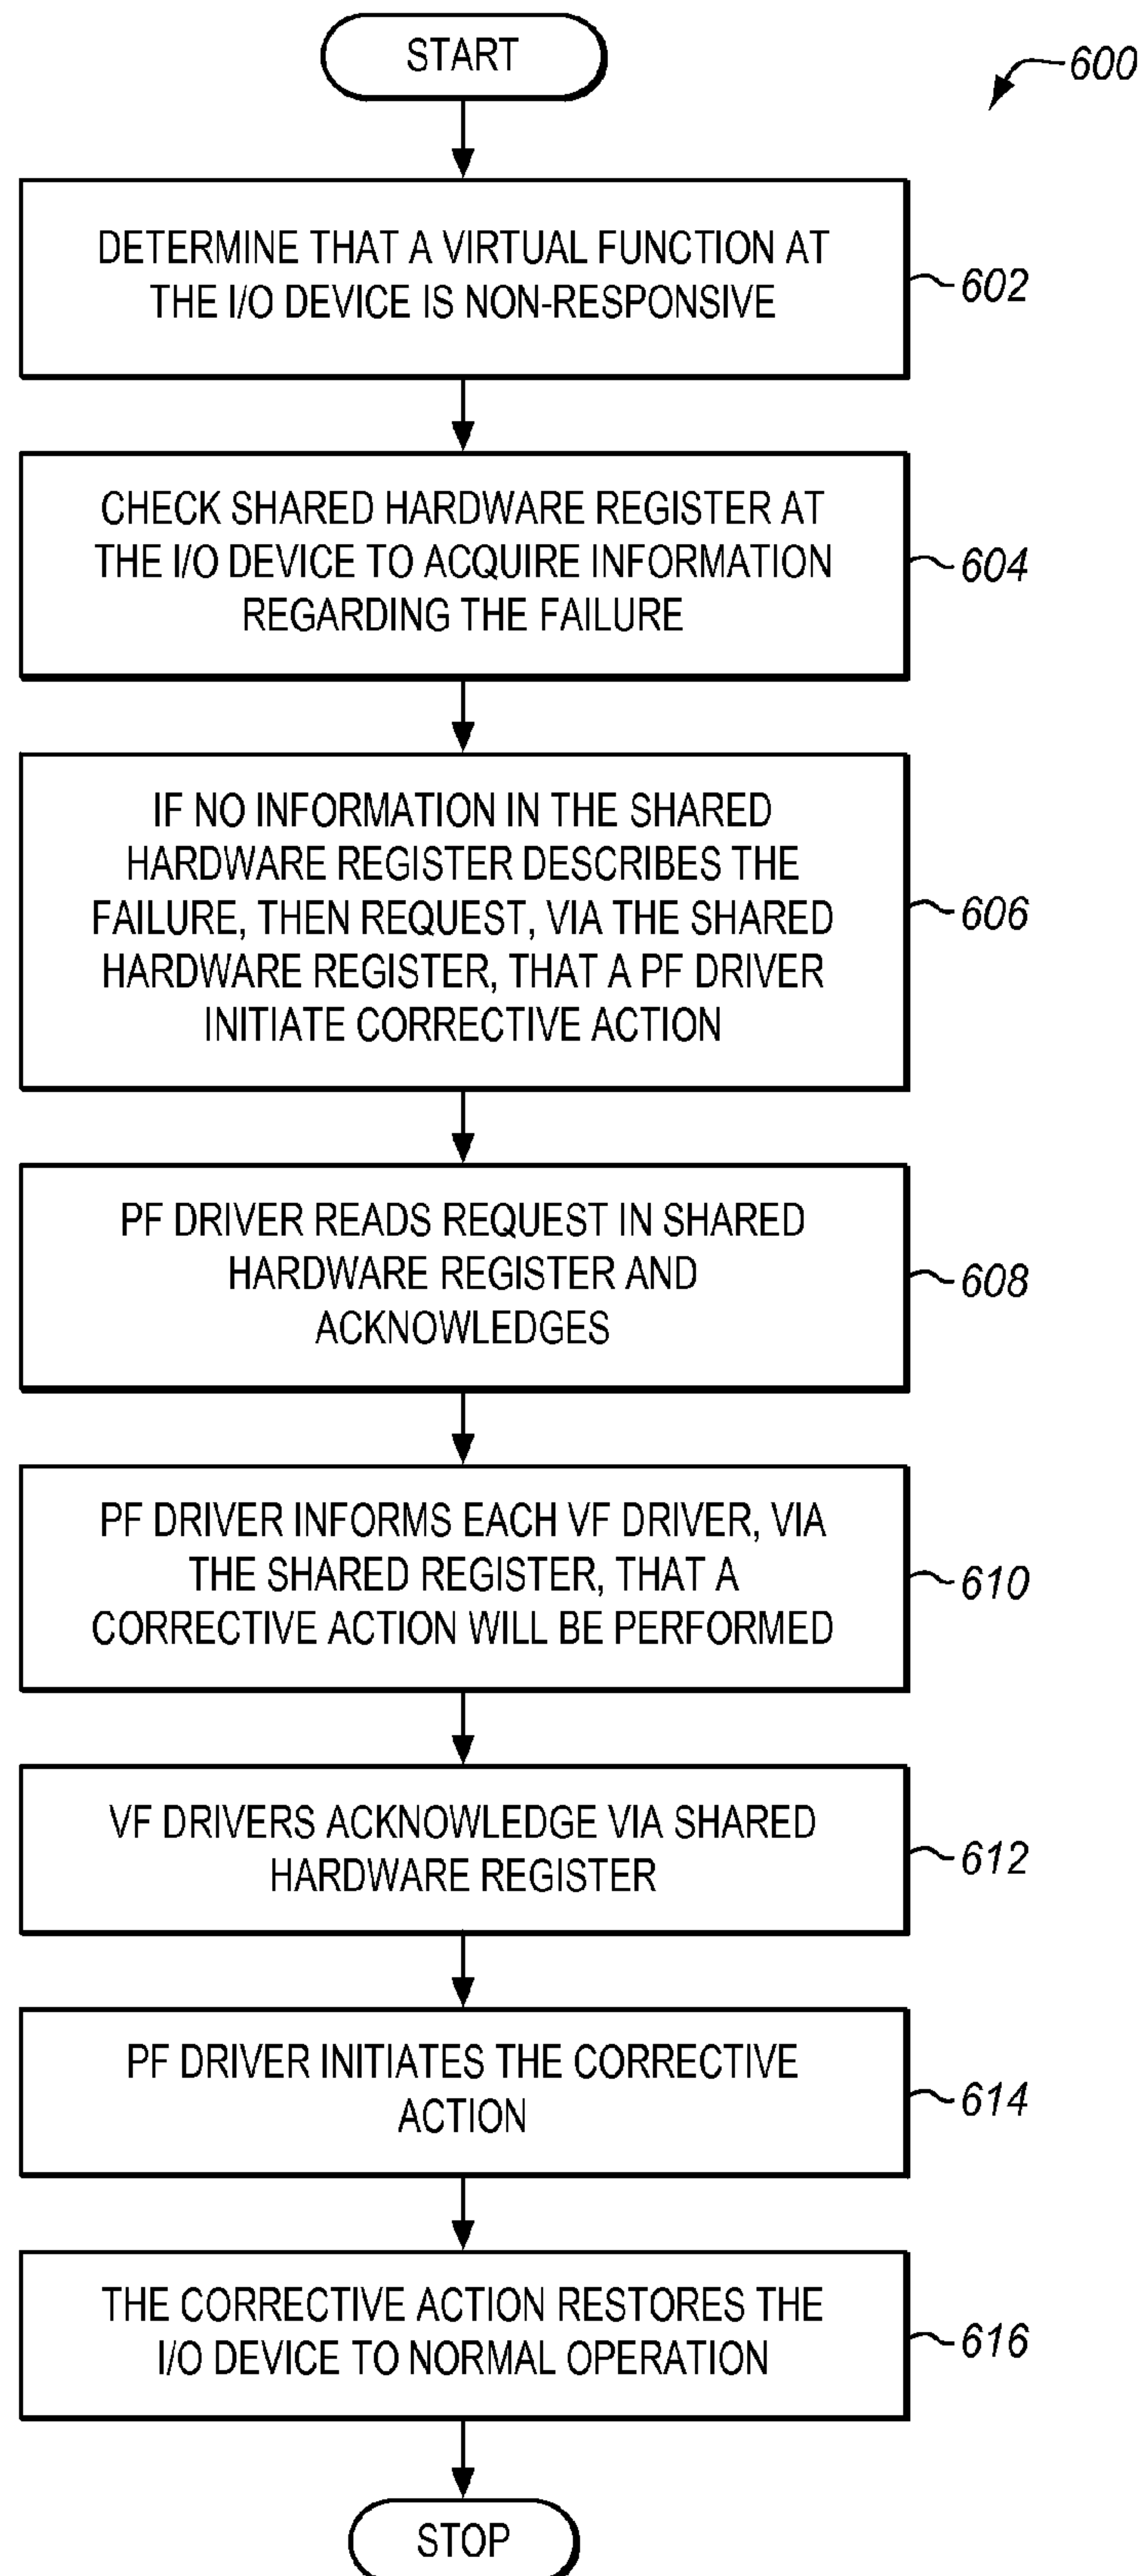 START
600
DETERMINE THAT A VIRTUAL FUNCTION AT
THE I/O DEVICE IS NON-RESPONSIVE
602
CHECK SHARED HARDWARE REGISTER AT
THE I/O DEVICE TO ACQUIRE INFORMATION
REGARDING THE FAILURE
604
IF NO INFORMATION IN THE SHARED
HARDWARE REGISTER DESCRIBES THE
FAILURE, THEN REQUEST, VIA THE SHARED
HARDWARE REGISTER, THAT A PF DRIVER
INITIATE CORRECTIVE ACTION
606
PF DRIVER READS REQUEST IN SHARED
HARDWARE REGISTER AND
ACKNOWLEDGES
608
PF DRIVER INFORMS EACH VF DRIVER, VIA
THE SHARED REGISTER, THAT A
CORRECTIVE ACTION WILL BE PERFORMED
610
VF DRIVERS ACKNOWLEDGE VIA SHARED
HARDWARE REGISTER
612
PF DRIVER INITIATES THE CORRECTIVE
ACTION
614
THE CORRECTIVE ACTION RESTORES THE
I/O DEVICE TO NORMAL OPERATION
616
STOP